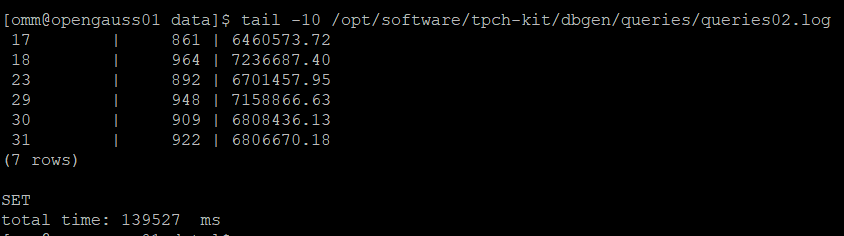 [omm@opengauss01 data]$ tail -10 /opt/software/tpch-kit/dbgen/queries/queries02.log
17 | 861 | 6460573.72
18 | 964 | 7236687.40
23 | 892 | 6701457.95
29 | 948 | 7158866.63
30 | 909 | 6808436.13
31 | 922 | 6806670.18
(7 rows)
SET
total time: 139527 ms